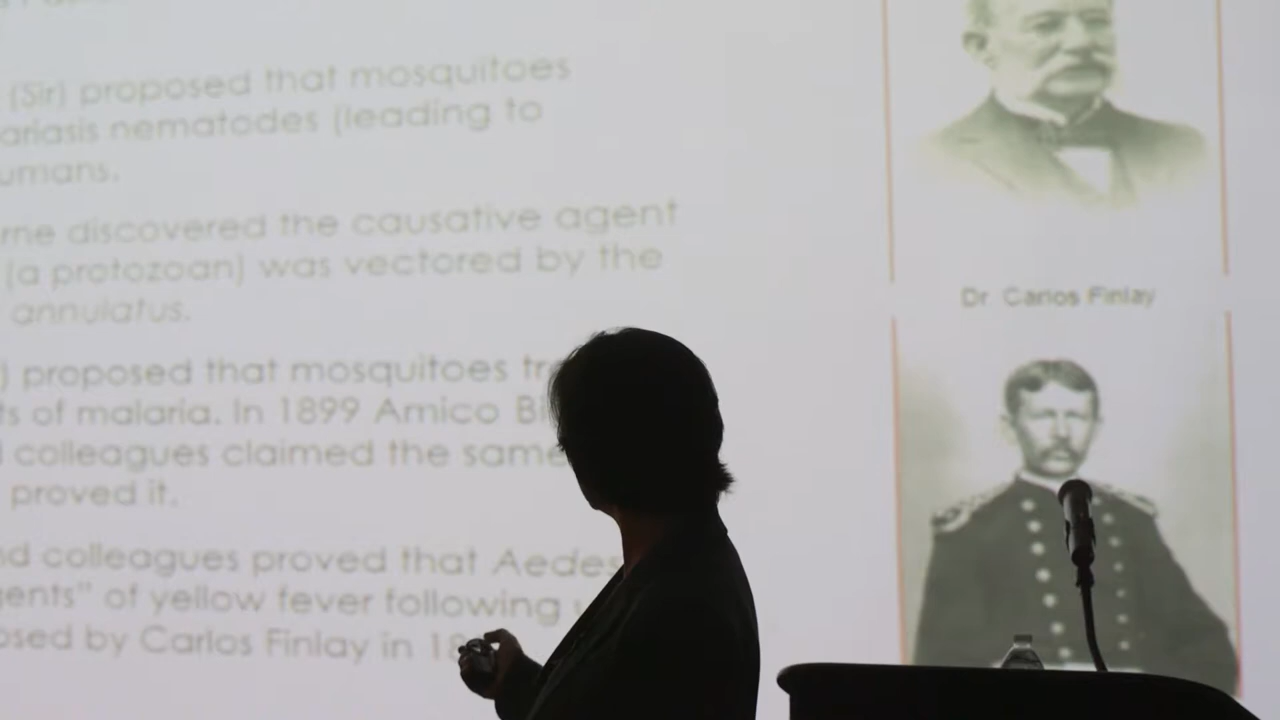 (Sir) proposed that mosquitoes
ariasis nematodes (leading to
umans.
rne discovered the causative agent
(a protozoan) was vectored by the
annulatus.
) proposed that mosquitoes tr
ts of malaria. In 1899 Amico Bi
colleagues claimed the same
proved it.
nd colleagues proved that Aedes
gents" of yellow fever following
osed by Carlos Finlay in 18
Dr. Carlos Finlay